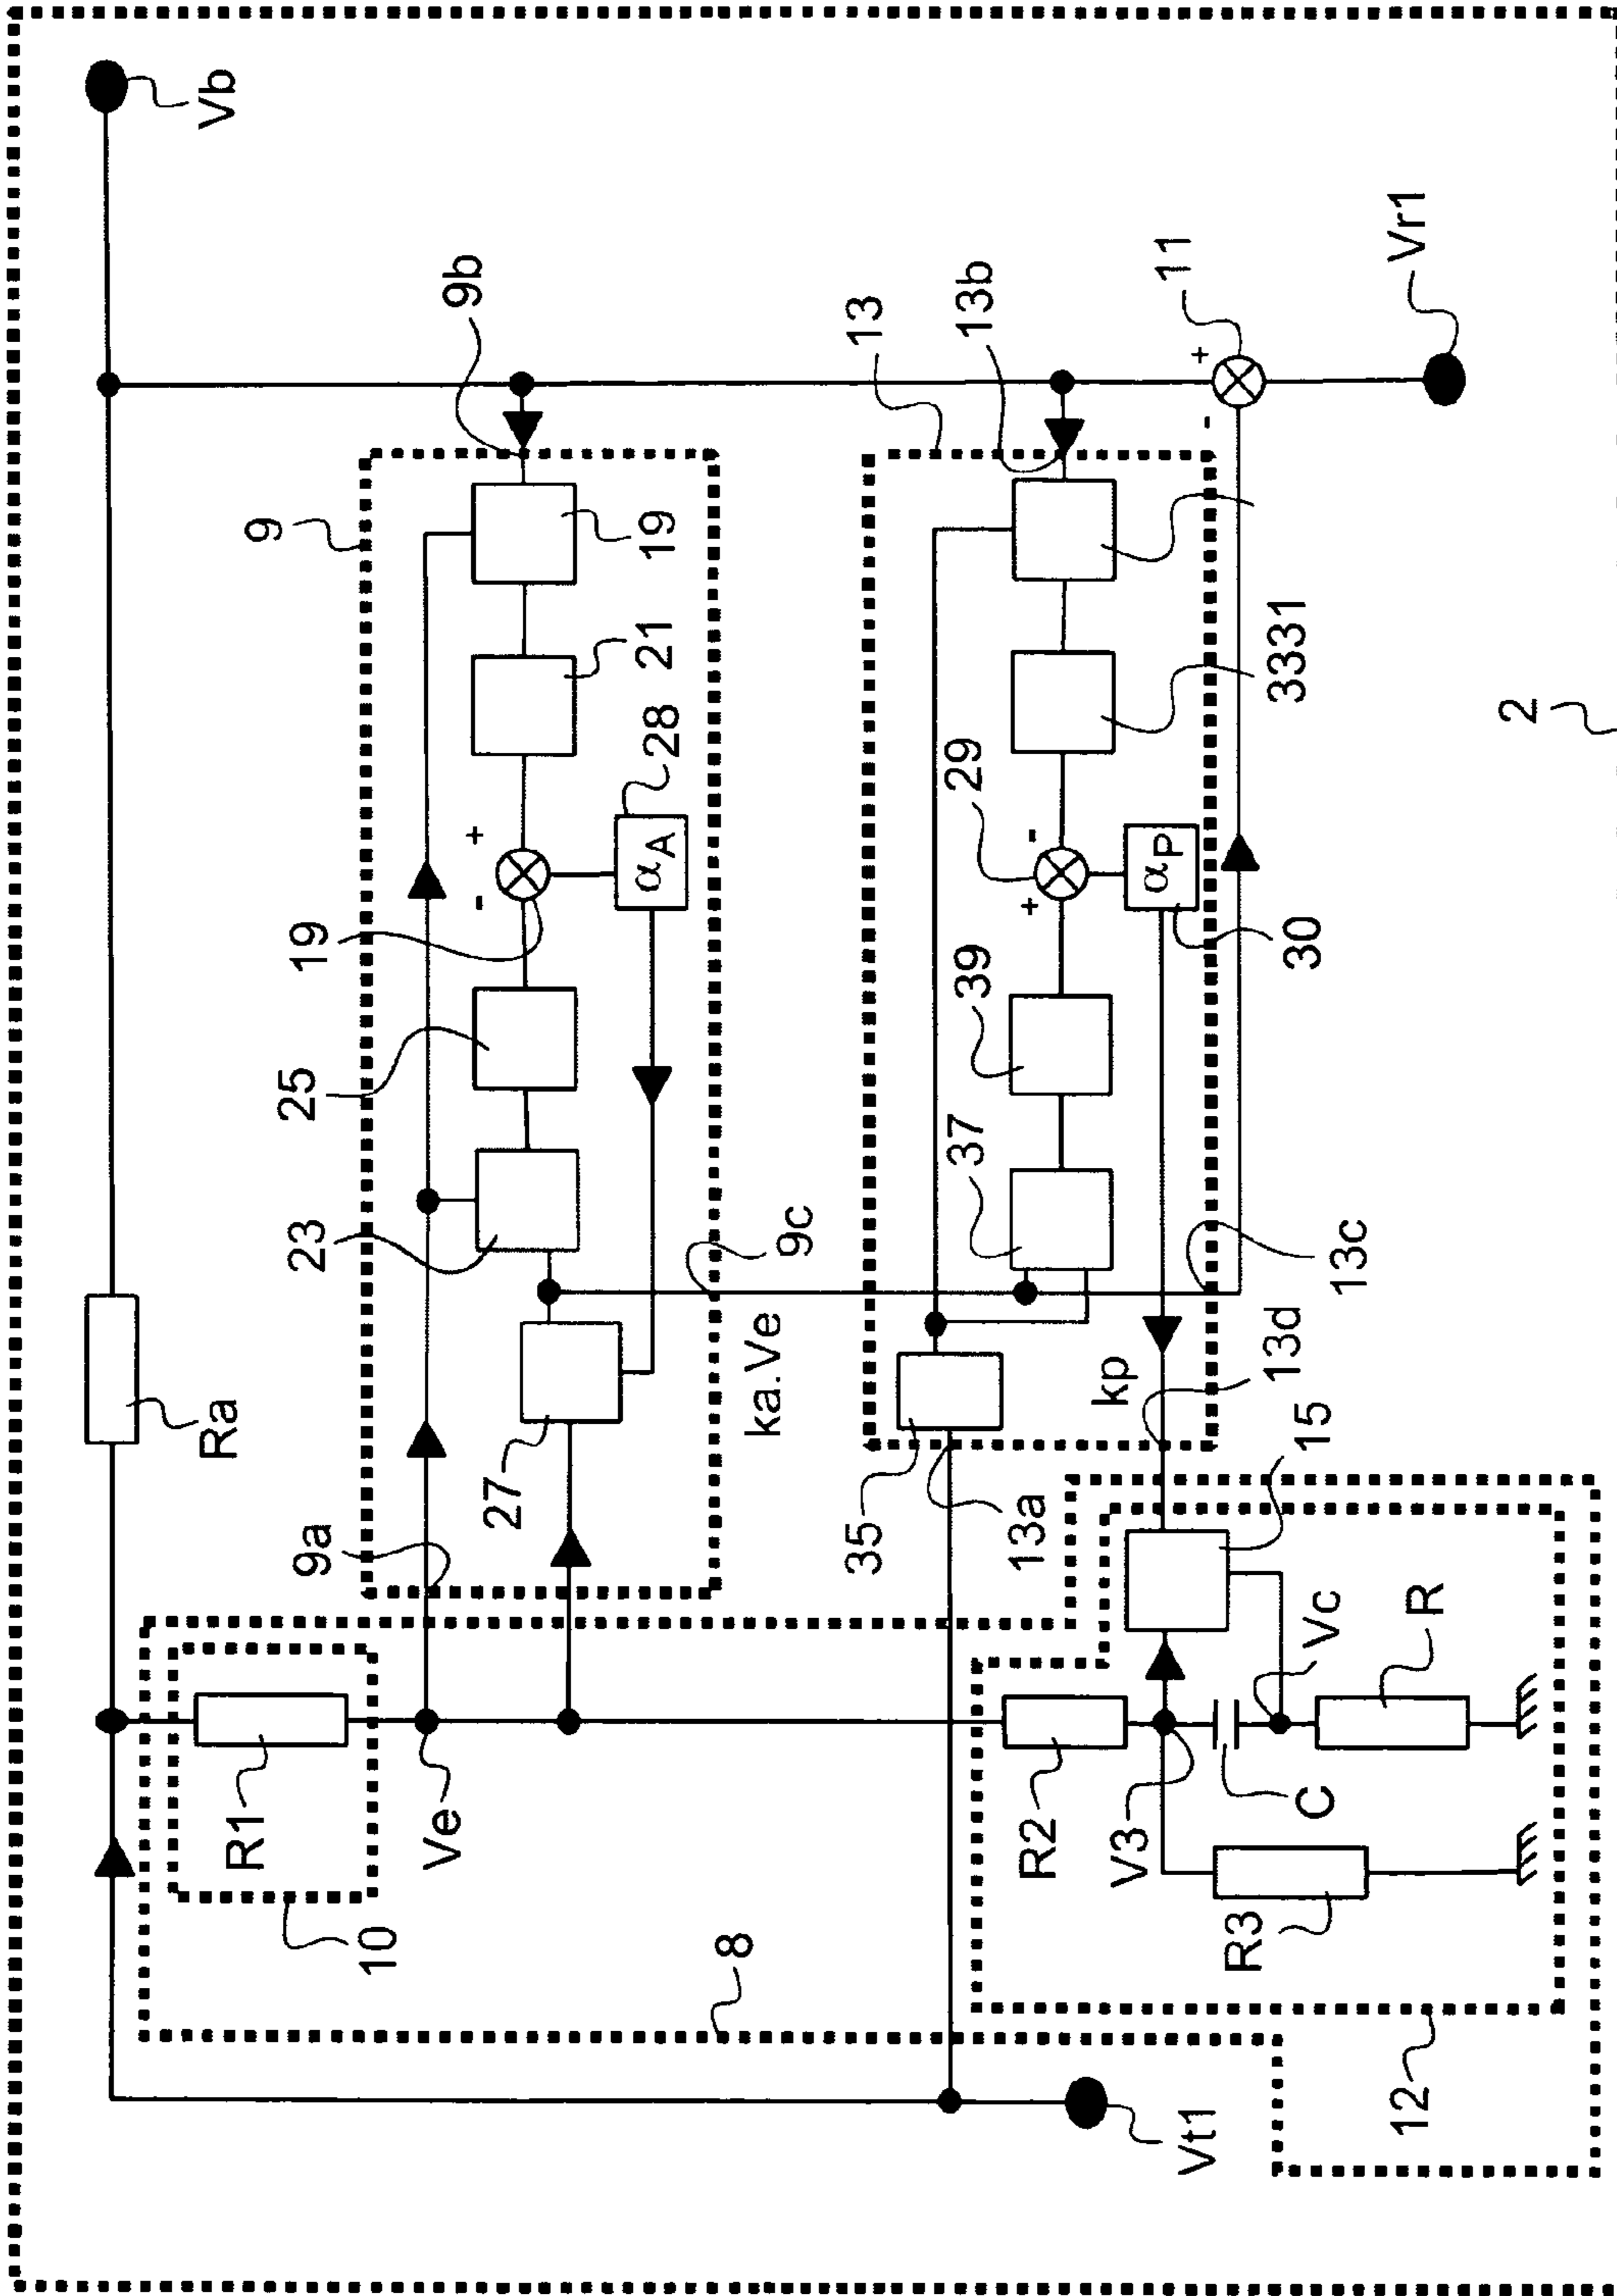 Vb
Ra
9
9b
19
21
28
αA
+
-
19
25
23
27
9a
9c
ka.Ve
R1
10
Ve
8
13
13b
11
+
-
Vr1
3331
29
-
+
αP
30
39
37
35
13a
kp
13d
13c
15
R2
V3
C
Vc
R
R3
12
Vt1
2